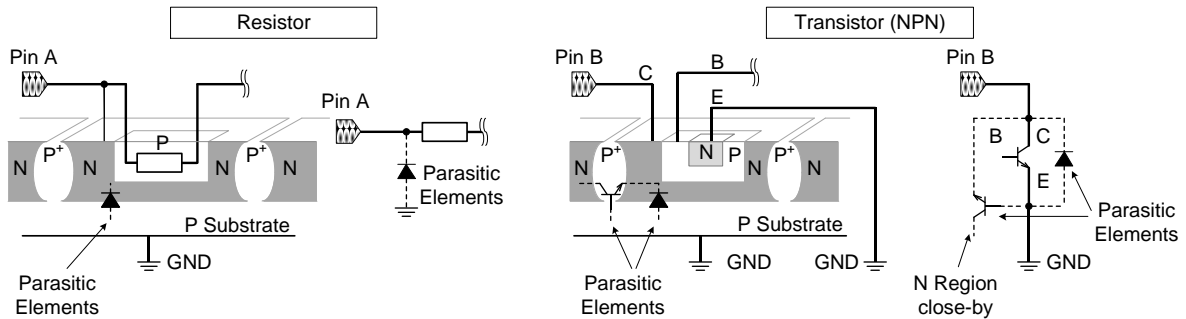 Resistor
Transistor (NPN)
Pin A
Pin B
Pin B
C
B
E
Pin A
N
P+
N
P
N
P+
N
N
P+
N
N
P
N
P+
N
B
C
E
Parasitic
Elements
P Substrate
GND
Parasitic
Elements
P Substrate
GND
GND
Parasitic
Elements
Parasitic
Elements
N Region
close-by
GND